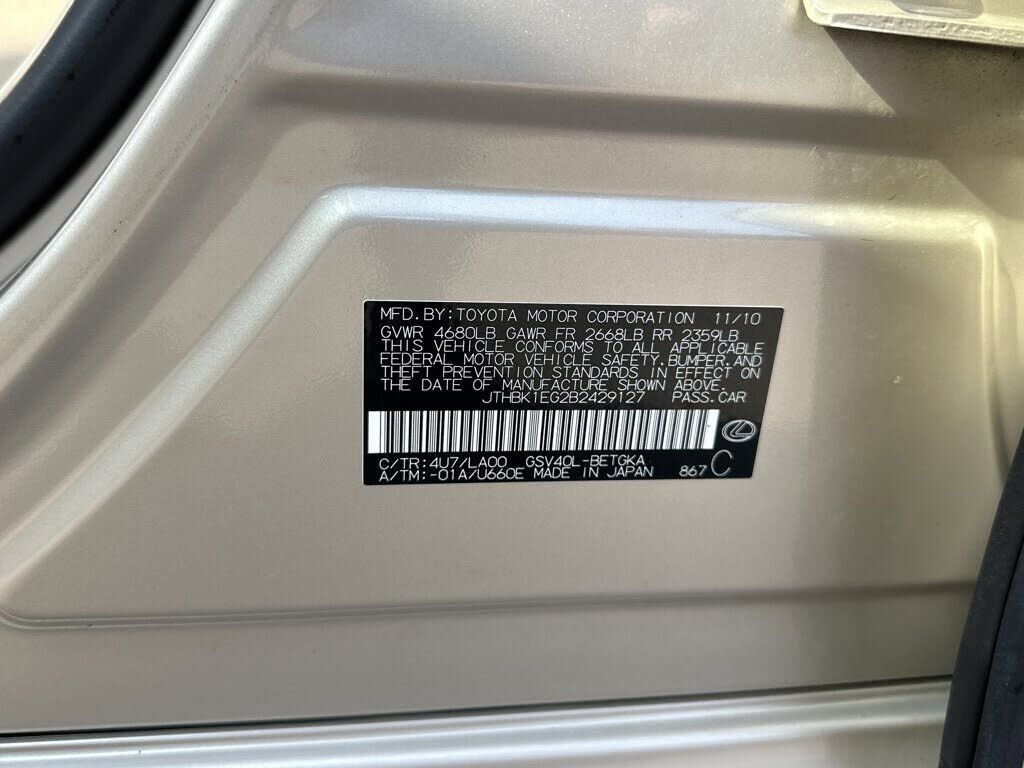 MFD.BY:TOYOTA MOTOR CORPORATION 11/10
GVWR 4680LB GAWR FR 2668LB RR 2359LB
THIS VEHICLE CONFORMS TO ALL APPLICABLE
FEDERAL MOTOR VEHICLE SAFETY,BUMPER,AND
THEFT PREVENTION STANDARDS IN EFFECT ON
THE DATE OF MANUFACTURE SHOWN ABOVE.
JTHBK1EG2B2429127 PASS.CAR
C/TR:4U7/LA00 GSV40L-BETGKA
A/TM:-01A/U660E MADE IN JAPAN 867 C